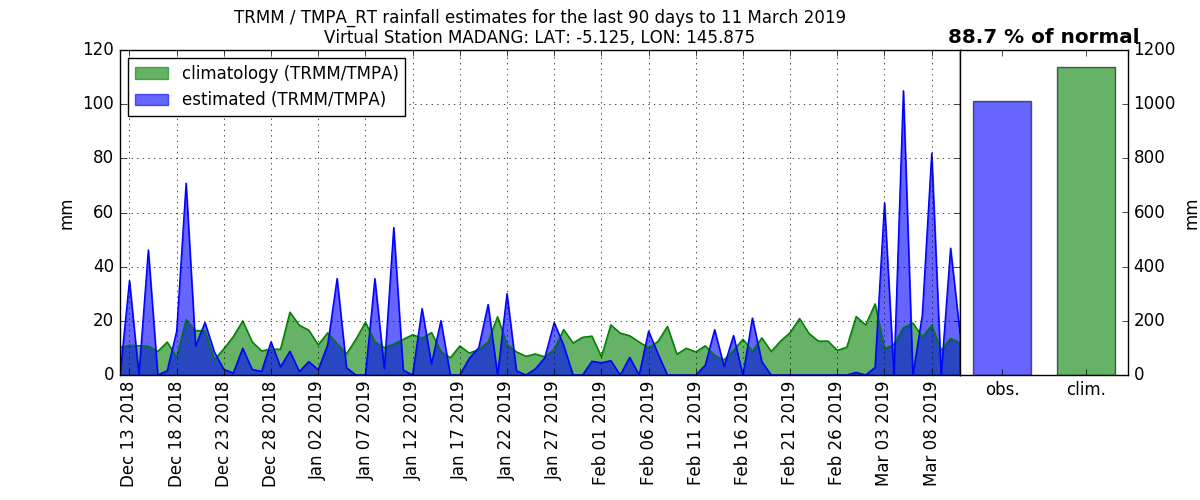 TRMM / TMPA_RT rainfall estimates for the last 90 days to 11 March 2019
Virtual Station MADANG: LAT: -5.125, LON: 145.875
88.7 % of normal
climatology (TRMM/TMPA)
estimated (TRMM/TMPA)
120
100
80
60
40
20
0
mm
1200
1000
800
600
400
200
0
mm
obs.
clim.
Dec 13 2018
Dec 18 2018
Dec 23 2018
Dec 28 2018
Jan 02 2019
Jan 07 2019
Jan 12 2019
Jan 17 2019
Jan 22 2019
Jan 27 2019
Feb 01 2019
Feb 06 2019
Feb 11 2019
Feb 16 2019
Feb 21 2019
Feb 26 2019
Mar 03 2019
Mar 08 2019